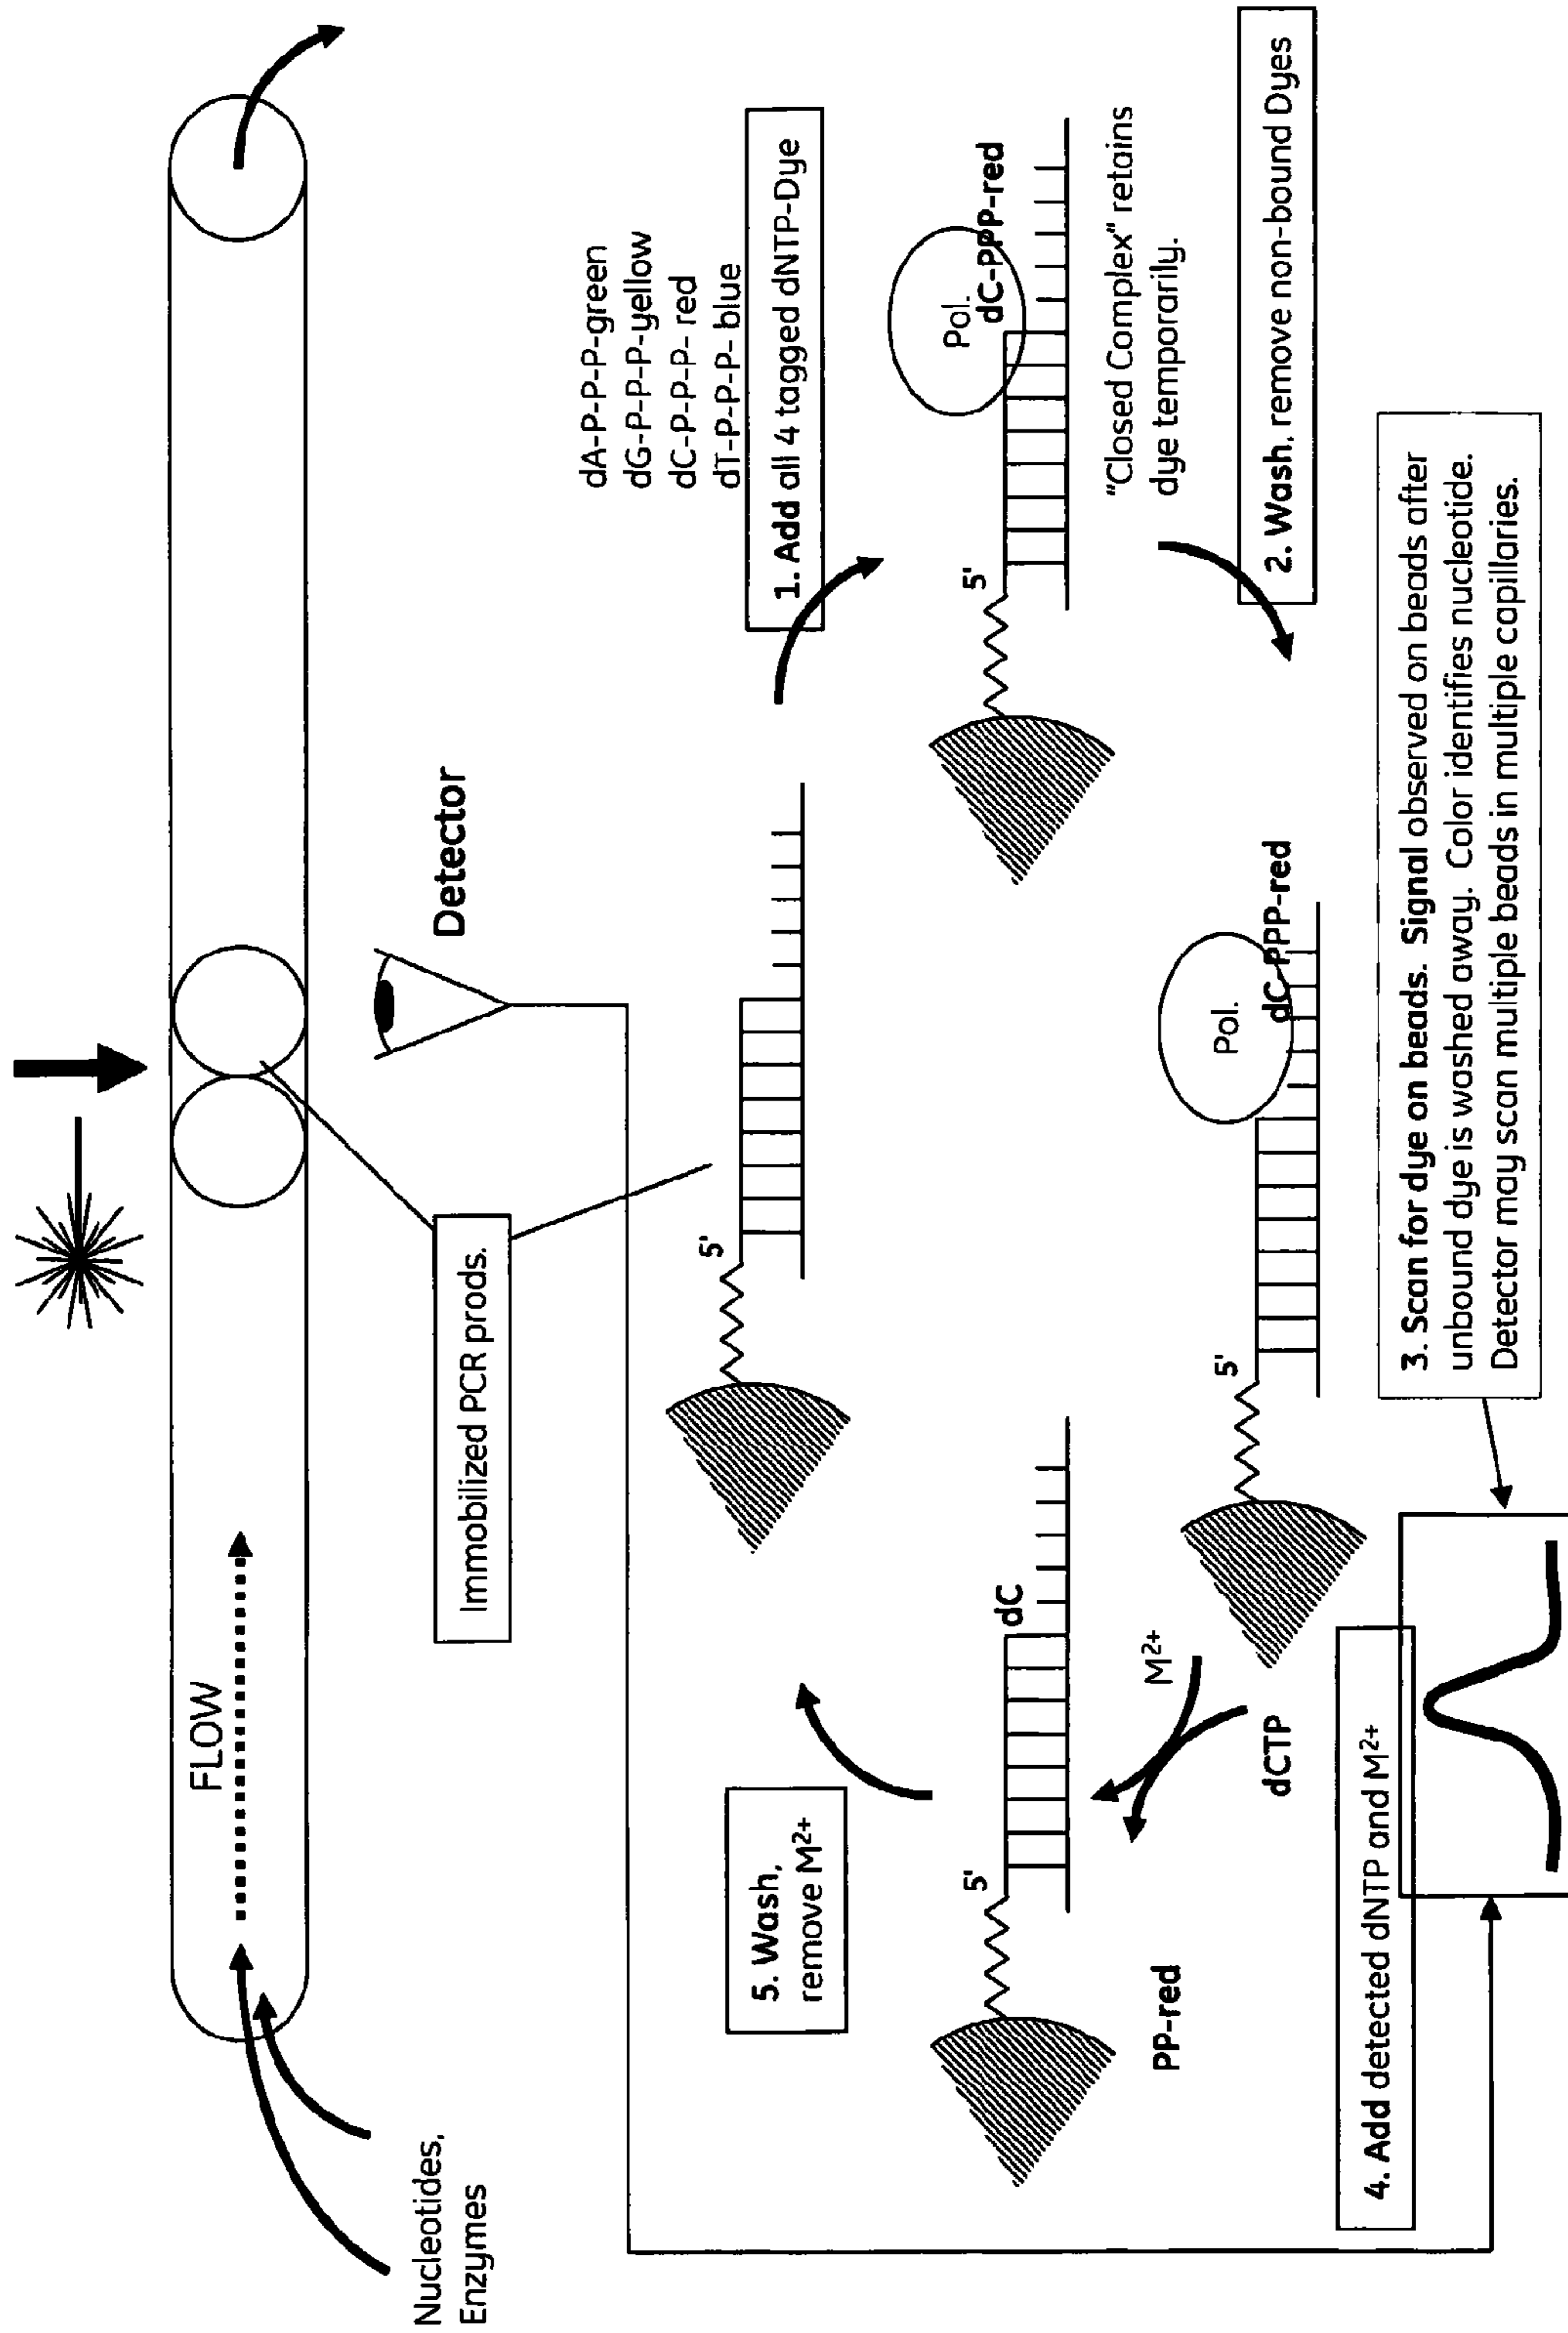 FLOW
Nucleotides,
Enzymes
Detector
Immobilized PCR prods.
dA-P-P-P-green
dG-P-P-P-yellow
dC-P-P-P- red
dT-P-P-P- blue
1. Add all 4 tagged dNTP-Dye
5'
5'
Pol.
dC-PPP-red
"Closed Complex" retains
dye temporarily.
2. Wash, remove non-bound Dyes
5'
Pol.
dC-PPP-red
3. Scan for dye on beads. Signal observed on beads after
unbound dye is washed away. Color identifies nucleotide.
Detector may scan multiple beads in multiple capillaries.
4. Add detected dNTP and M²⁺
dCTP
M²⁺
PP-red
5'
dC
5. Wash,
remove M²⁺